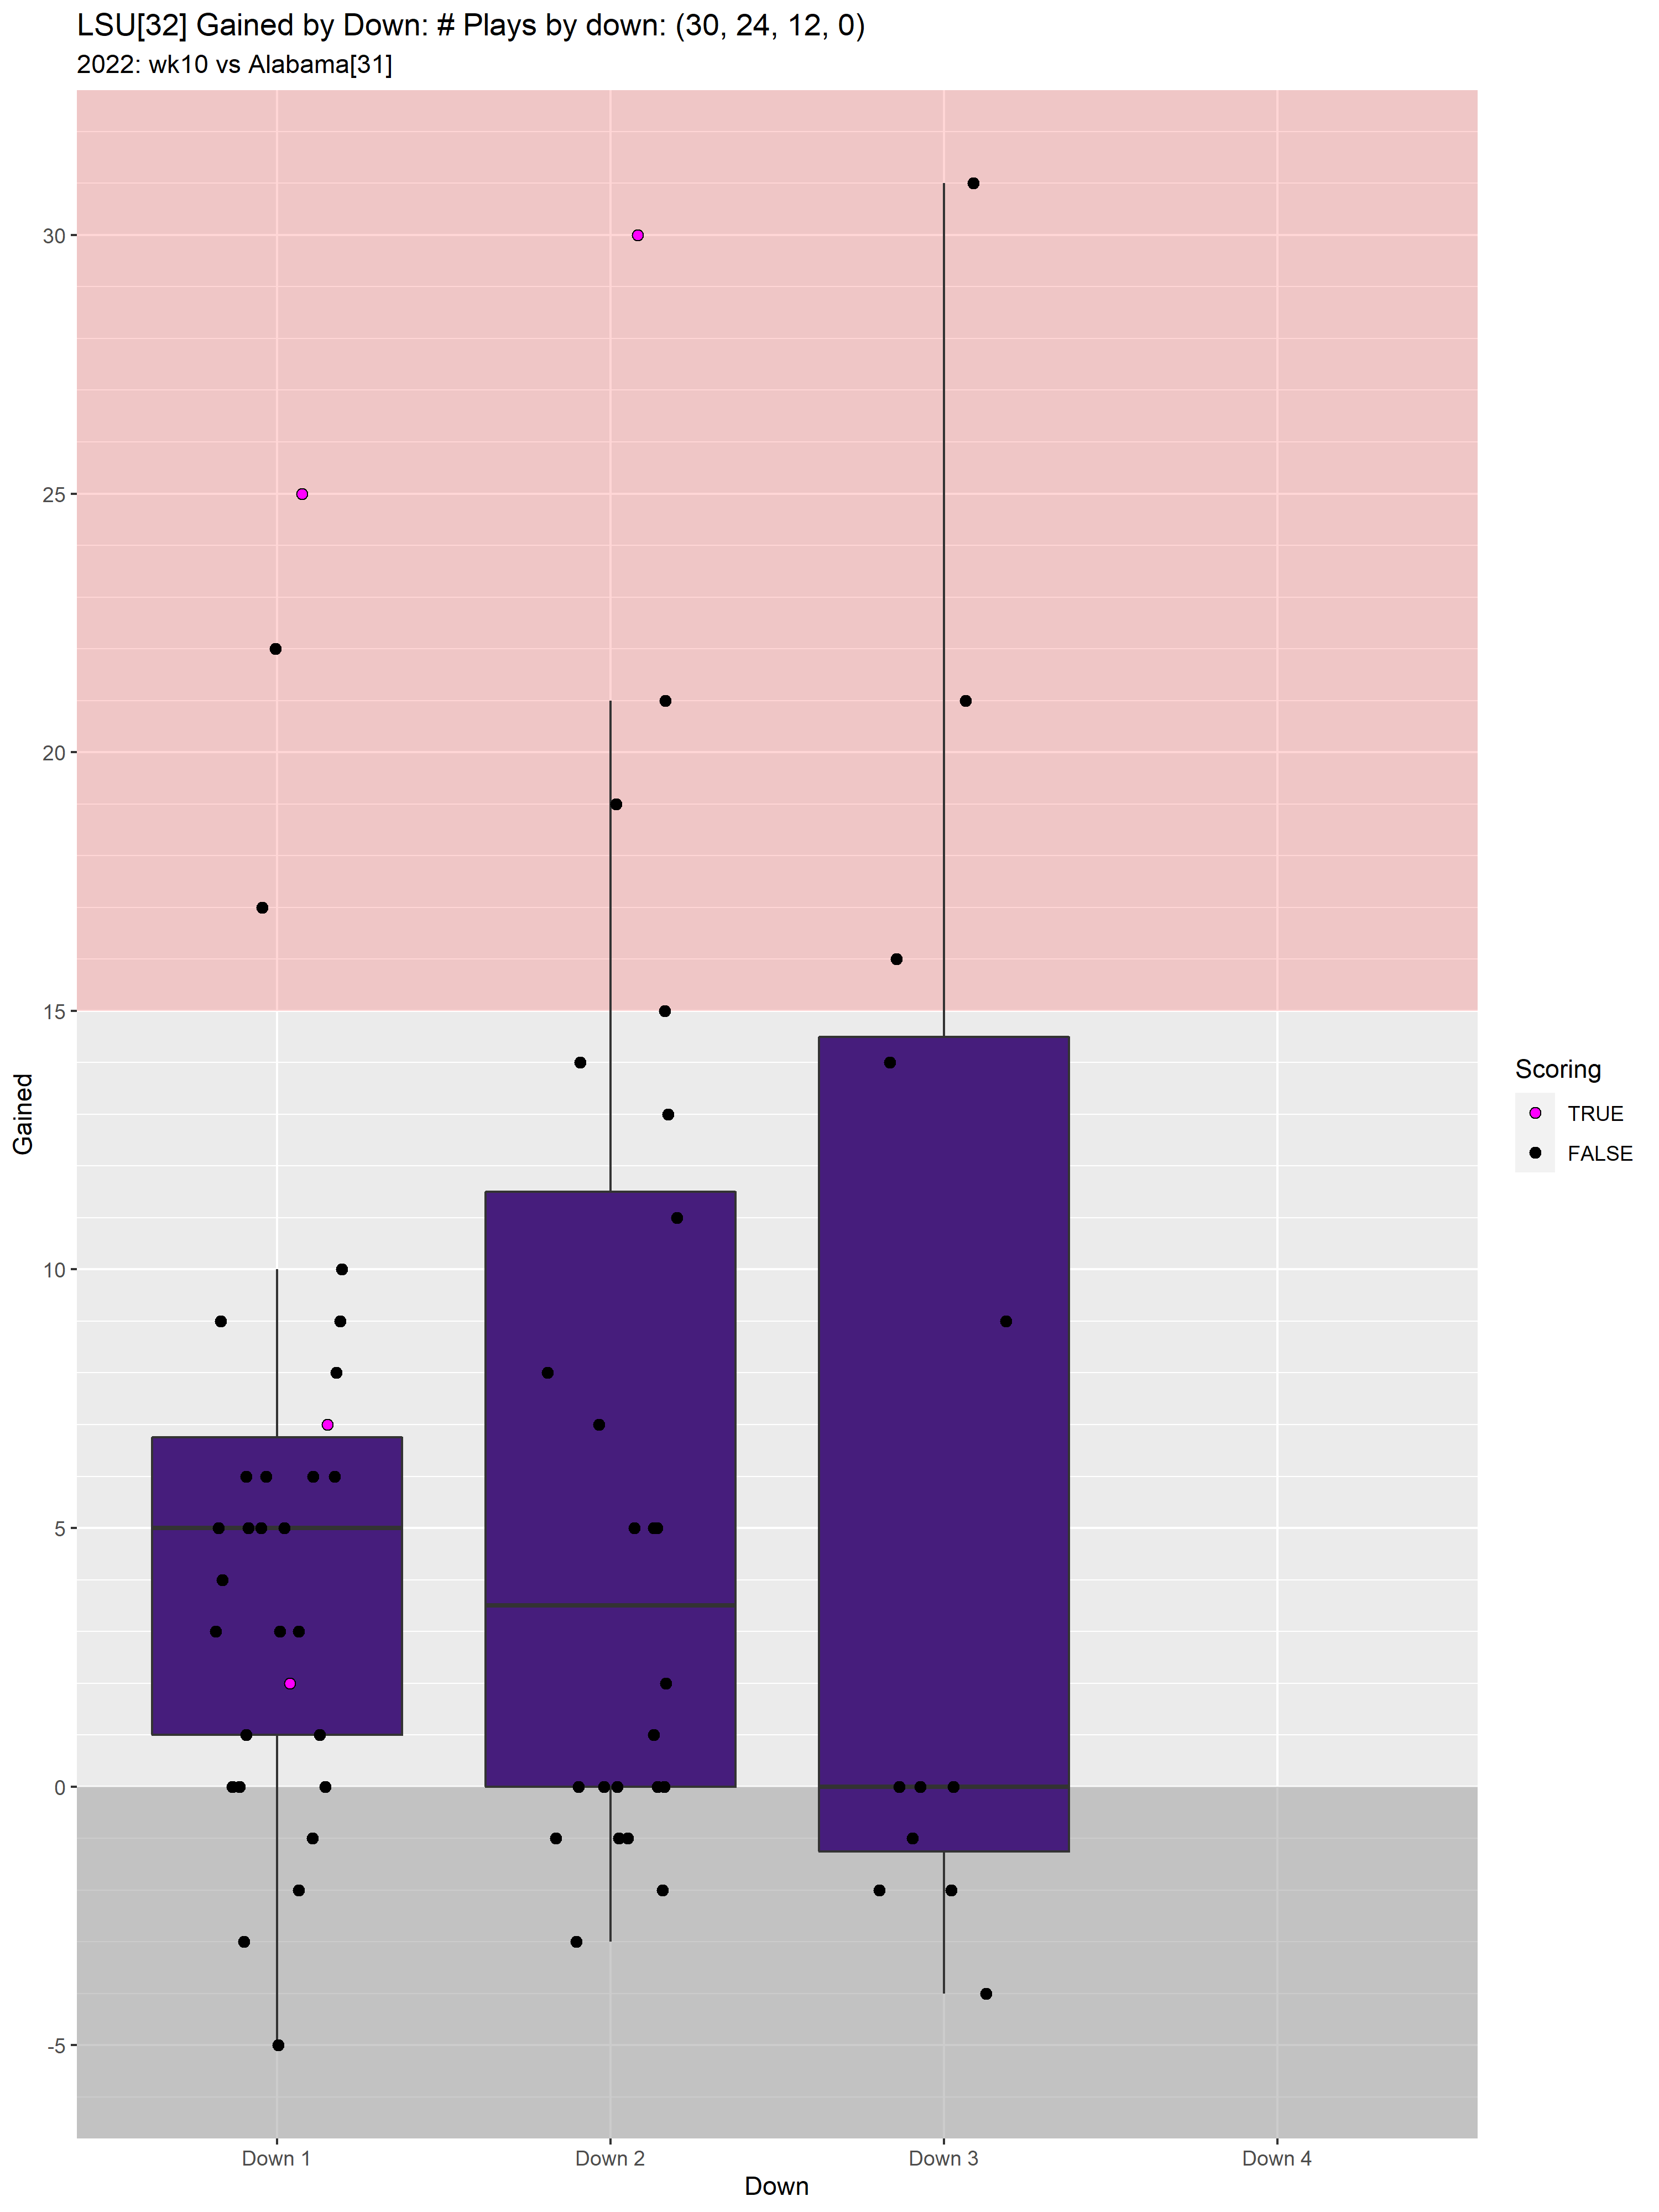 LSU[32] Gained by Down: # Plays by down: (30, 24, 12, 0)
2022: wk10 vs Alabama[31]
Gained
30
25
20
15
10
5
0
-5
Down 1
Down 2
Down 3
Down 4
Down
Scoring
TRUE
FALSE